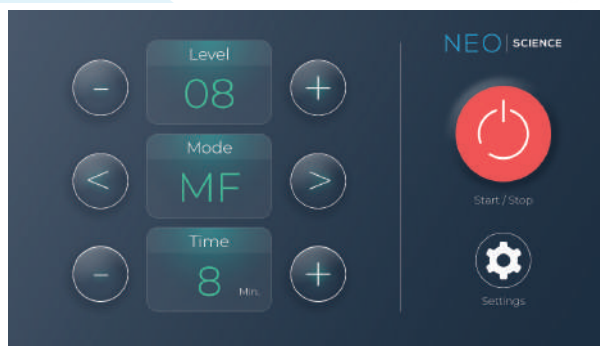 NEO SCIENCE
Level
- 08 +
Mode
< MF >
Time
- 8 Min. +
Start / Stop
Settings